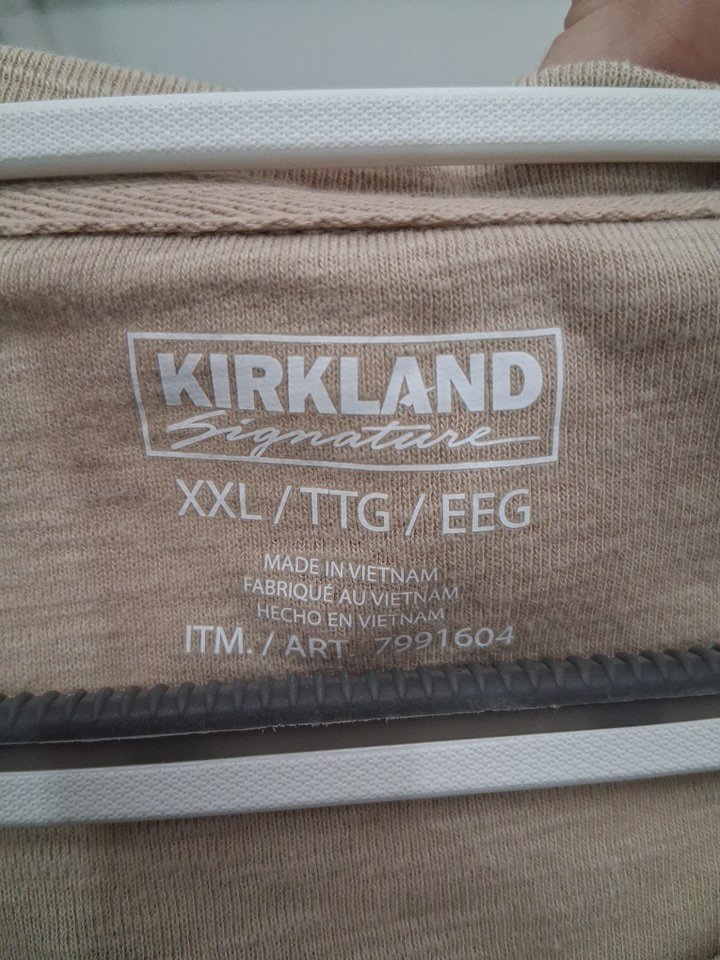 KIRKLAND
Signature
XXL / TTG / EEG
MADE IN VIETNAM
FABRIQUÉ AU VIETNAM
HECHO EN VIETNAM
ITM. / ART. 7991604